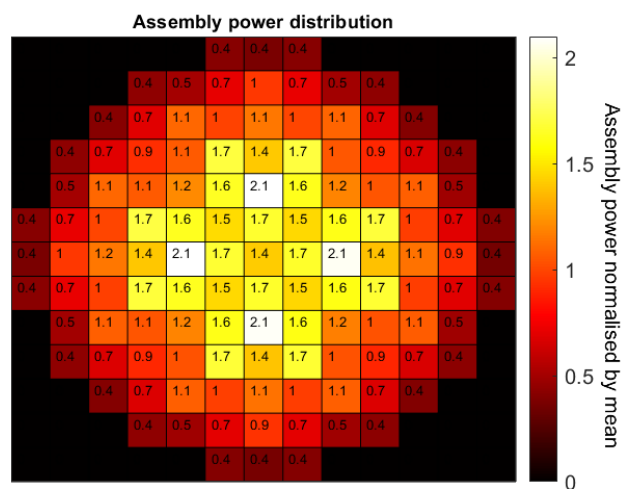 Assembly power distribution
0.4 0.4 0.4
0.4 0.5 0.7 1 0.7 0.5 0.4
0.4 0.7 1.1 1 1.1 1 1.1 0.7 0.4
0.4 0.7 0.9 1.1 1.7 1.4 1.7 1 0.9 0.7 0.4
0.5 1.1 1.1 1.2 1.6 2.1 1.6 1.2 1 1.1 0.5
0.4 0.7 1 1.7 1.6 1.5 1.7 1.5 1.6 1.7 1 0.7 0.4
0.4 1 1.2 1.4 2.1 1.7 1.4 1.7 2.1 1.4 1.1 0.9 0.4
0.4 0.7 1 1.7 1.6 1.5 1.7 1.5 1.6 1.7 1 0.7 0.4
0.5 1.1 1.1 1.2 1.6 2.1 1.6 1.2 1 1.1 0.5
0.4 0.7 0.9 1 1.7 1.4 1.7 1 0.9 0.7 0.4
0.4 0.7 1.1 1 1.1 1 1.1 0.7 0.4
0.4 0.5 0.7 0.9 0.7 0.5 0.4
0.4 0.4 0.4
2
1.5
1
0.5
0
Assembly power normalised by mean